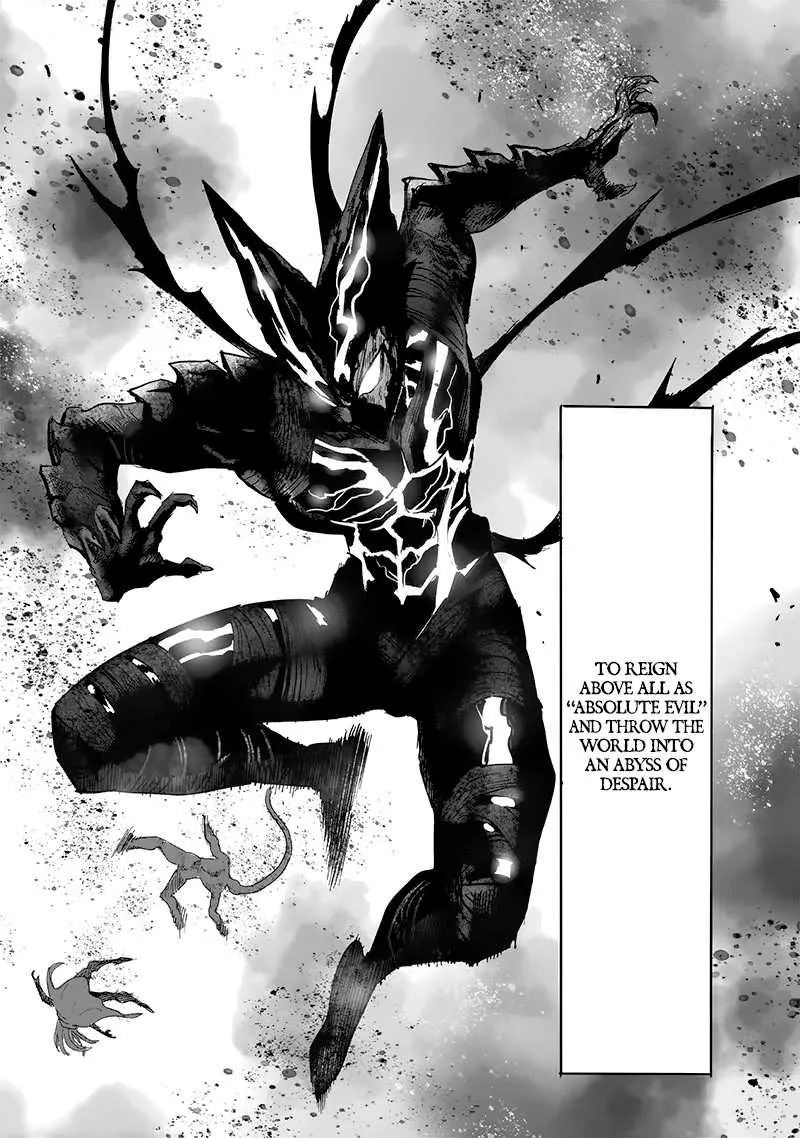 TO REIGN
ABOVE ALL AS
"ABSOLUTE EVIL"
AND THROW THE
WORLD INTO
AN ABYSS OF
DESPAIR.